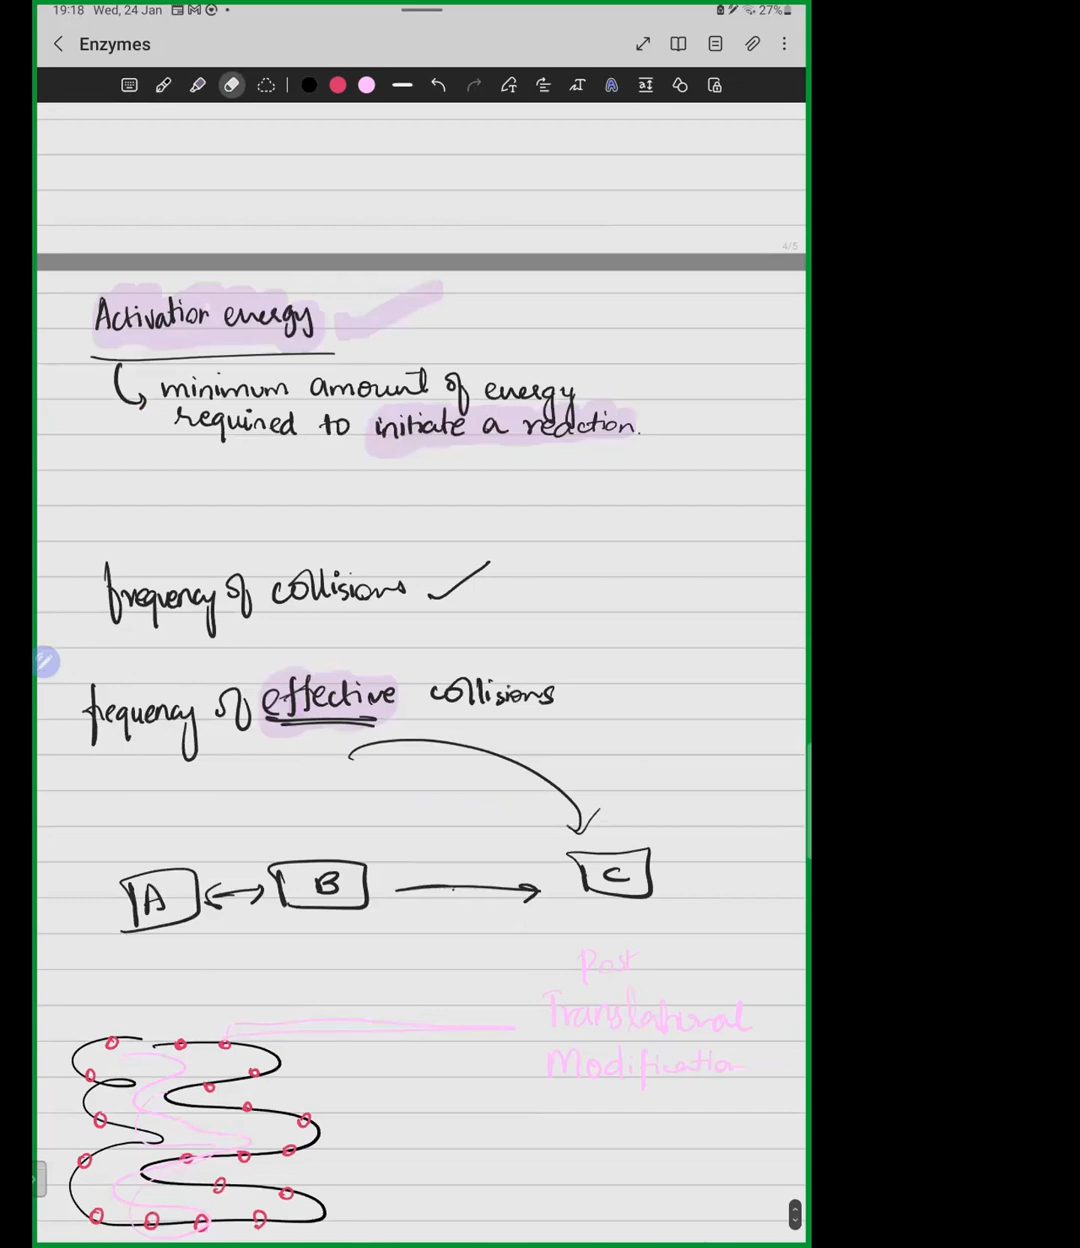 19:18 Wed, 24 Jan
27%
Enzymes
4/5
Activation energy
minimum amount of energy
required to initiate a reaction.
frequency of collisions
frequency of effective collisions
A B C
Post
Translational
Modification